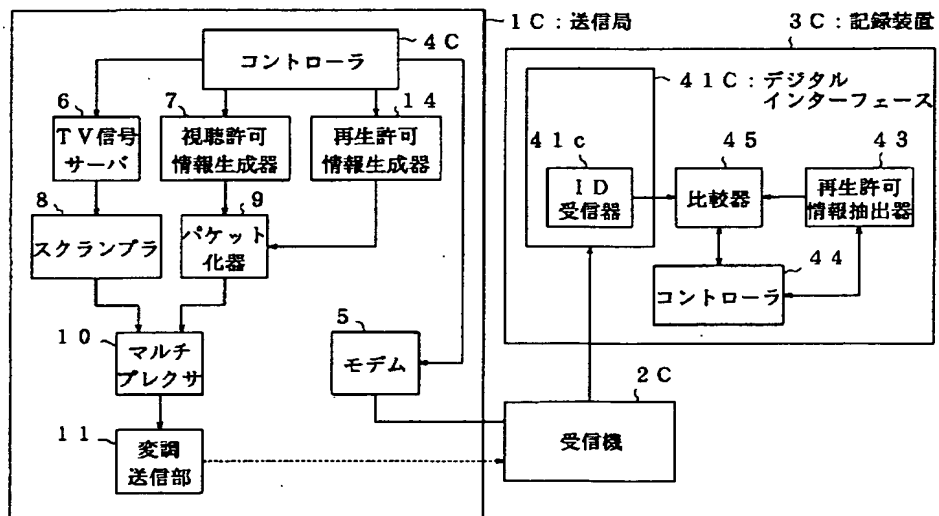 1C:送信局
3C:記録装置
4C
コントローラ
41C:デジタル
インターフェース
6
7
14
TV信号
サーバ
視聴許可
情報生成器
再生許可
情報生成器
41c
45
43
ID
受信器
比較器
再生許可
情報抽出器
8
9
スクランブラ
パケット
化器
44
コントローラ
10
マルチ
プレクサ
5
モデム
2C
受信機
11
変調
送信部